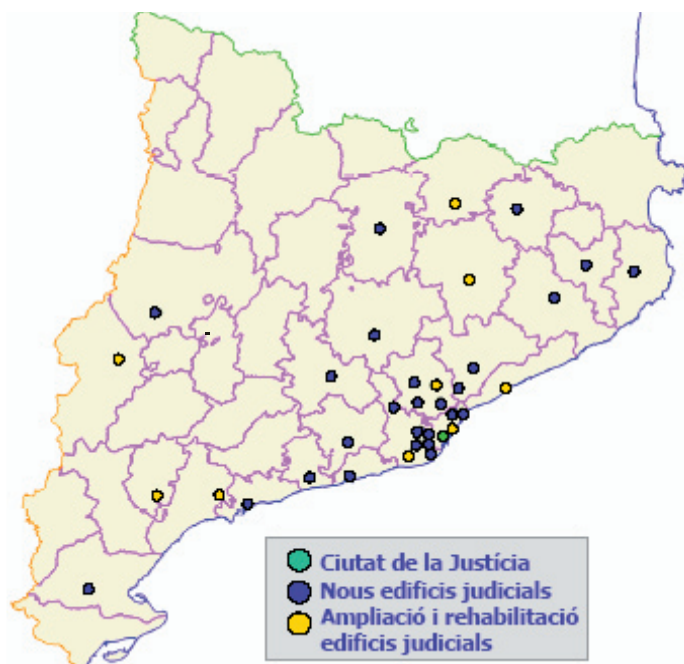 Ciutat de la Justícia
Nous edificis judicials
Ampliació i rehabilitació
edificis judicials